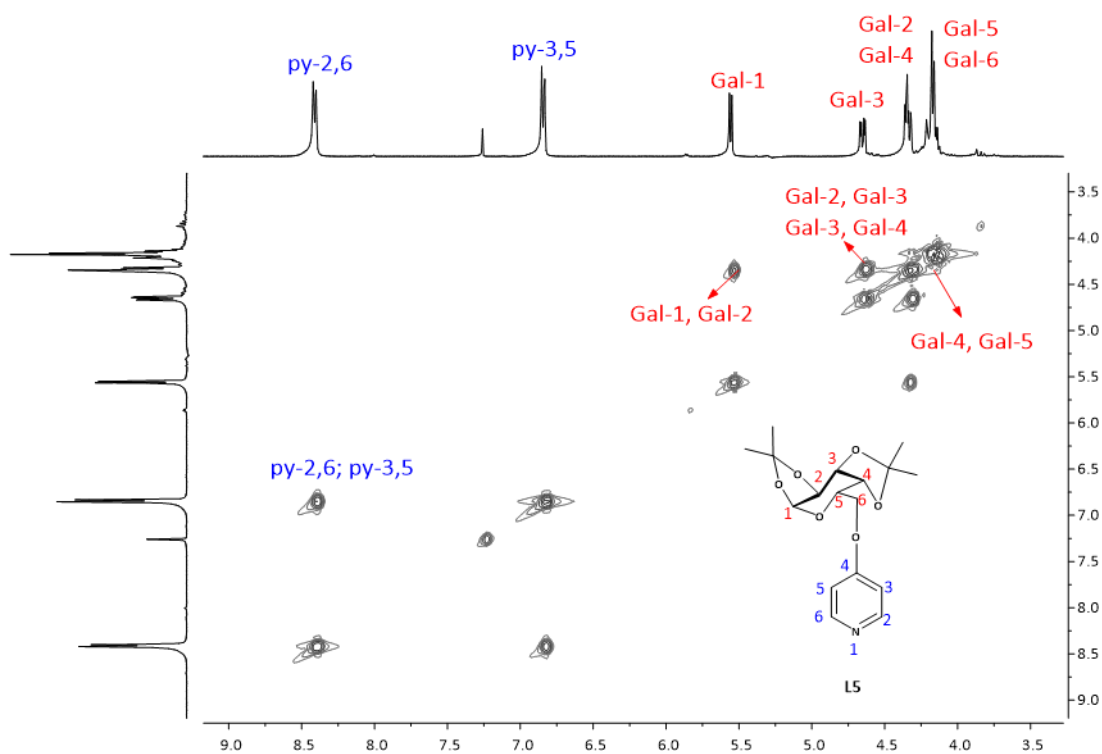 Gal-2
Gal-5
py-2,6
py-3,5
Gal-4
Gal-6
Gal-1
Gal-3
Gal-2, Gal-3
Gal-3, Gal-4
Gal-1, Gal-2
Gal-4, Gal-5
py-2,6; py-3,5
3.5
4.0
4.5
5.0
5.5
6.0
6.5
7.0
7.5
8.0
8.5
9.0
O
3
O
2
4
O
5
6
O
1
O
O
4
5
3
6
2
N
1
L5
9.0 8.5 8.0 7.5 7.0 6.5 6.0 5.5 5.0 4.5 4.0 3.5